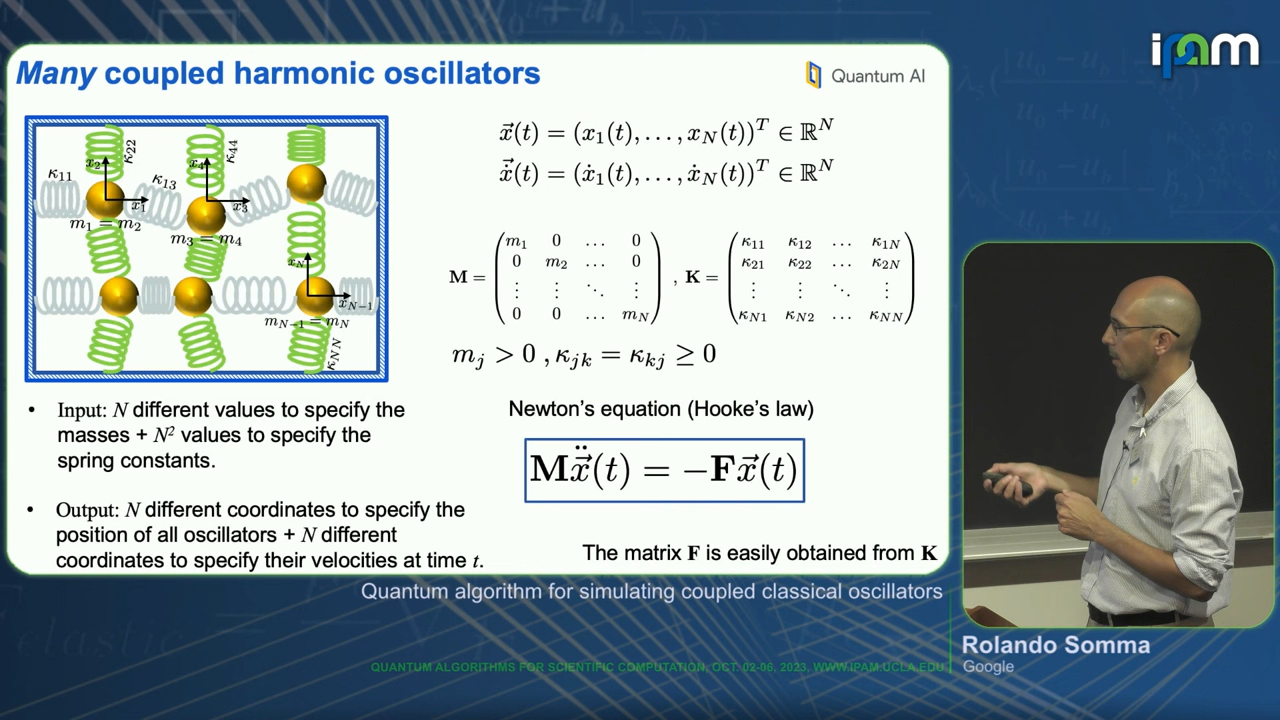 Many coupled harmonic oscillators
Quantum AI
ipam
κ22
κ44
x2
x4
κ11
κ13
x1
x3
m1 = m2
m3 = m4
xN
xN−1
mN−1 = mN
κNN
x⃗(t) = (x1(t), . . . , xN(t))^T ∈ ℝ^N
ẋ⃗(t) = (ẋ1(t), . . . , ẋN(t))^T ∈ ℝ^N
M = ( m1 0 … 0 ; 0 m2 … 0 ; ⋮ ⋮ ⋱ ⋮ ; 0 0 … mN ) , K = ( κ11 κ12 … κ1N ; κ21 κ22 … κ2N ; ⋮ ⋮ ⋱ ⋮ ; κN1 κN2 … κNN )
mj > 0 , κjk = κkj ≥ 0
• Input: N different values to specify the
masses + N² values to specify the
spring constants.
• Output: N different coordinates to specify the
position of all oscillators + N different
coordinates to specify their velocities at time t.
Newton's equation (Hooke's law)
Mẍ⃗(t) = −Fx⃗(t)
The matrix F is easily obtained from K
Quantum algorithm for simulating coupled classical oscillators
Rolando Somma
Google
QUANTUM ALGORITHMS FOR SCIENTIFIC COMPUTATION, OCT. 02-06, 2023, WWW.IPAM.UCLA.EDU
elastic